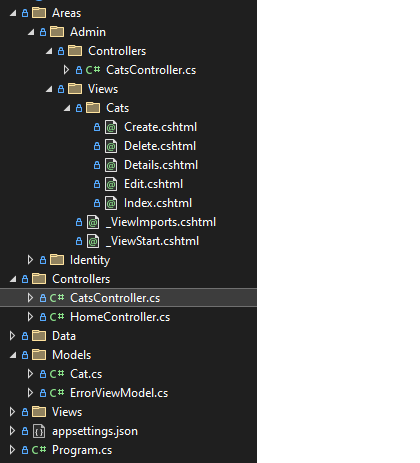 Areas
Admin
Controllers
C# CatsController.cs
Views
Cats
@ Create.cshtml
@ Delete.cshtml
@ Details.cshtml
@ Edit.cshtml
@ Index.cshtml
@ _ViewImports.cshtml
@ _ViewStart.cshtml
Identity
Controllers
C# CatsController.cs
C# HomeController.cs
Data
Models
C# Cat.cs
C# ErrorViewModel.cs
Views
appsettings.json
C# Program.cs